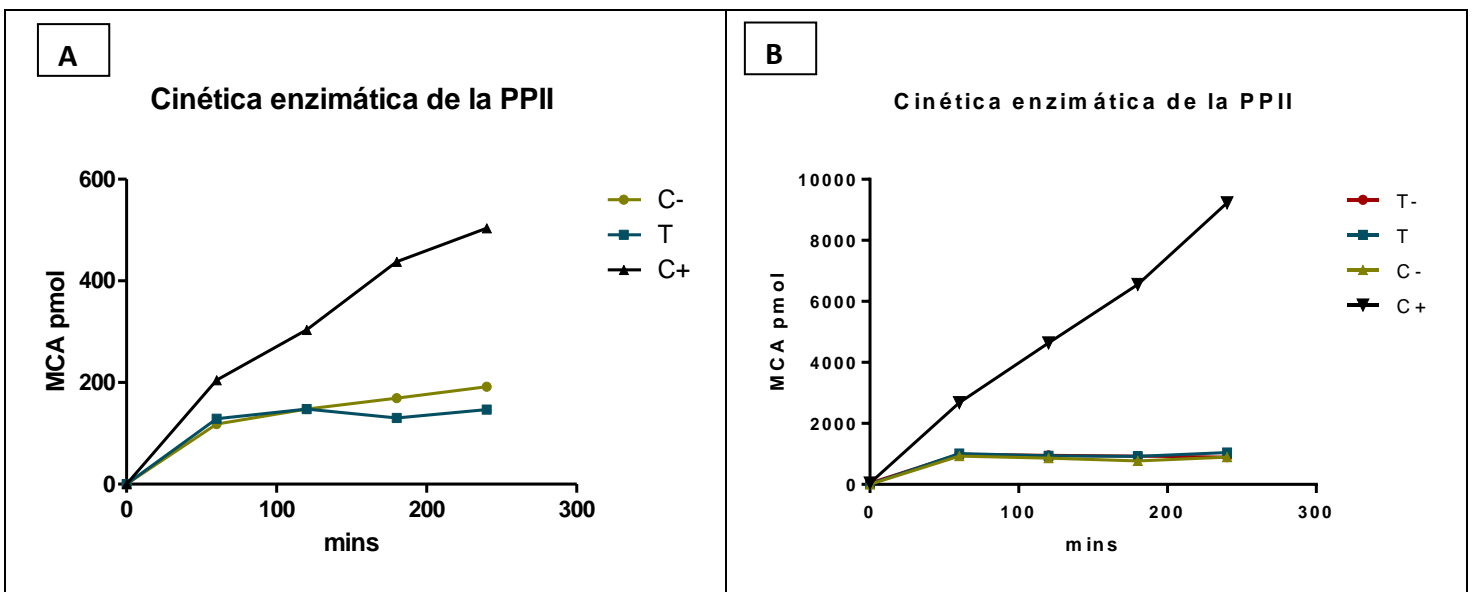 A
Cinética enzimática de la PPII
600
400
200
0
0
100
200
300
MCA pmol
mins
C-
T
C+
B
Cinética enzimática de la PPII
10000
8000
6000
4000
2000
0
0
100
200
300
MCA pmol
mins
T-
T
C-
C+